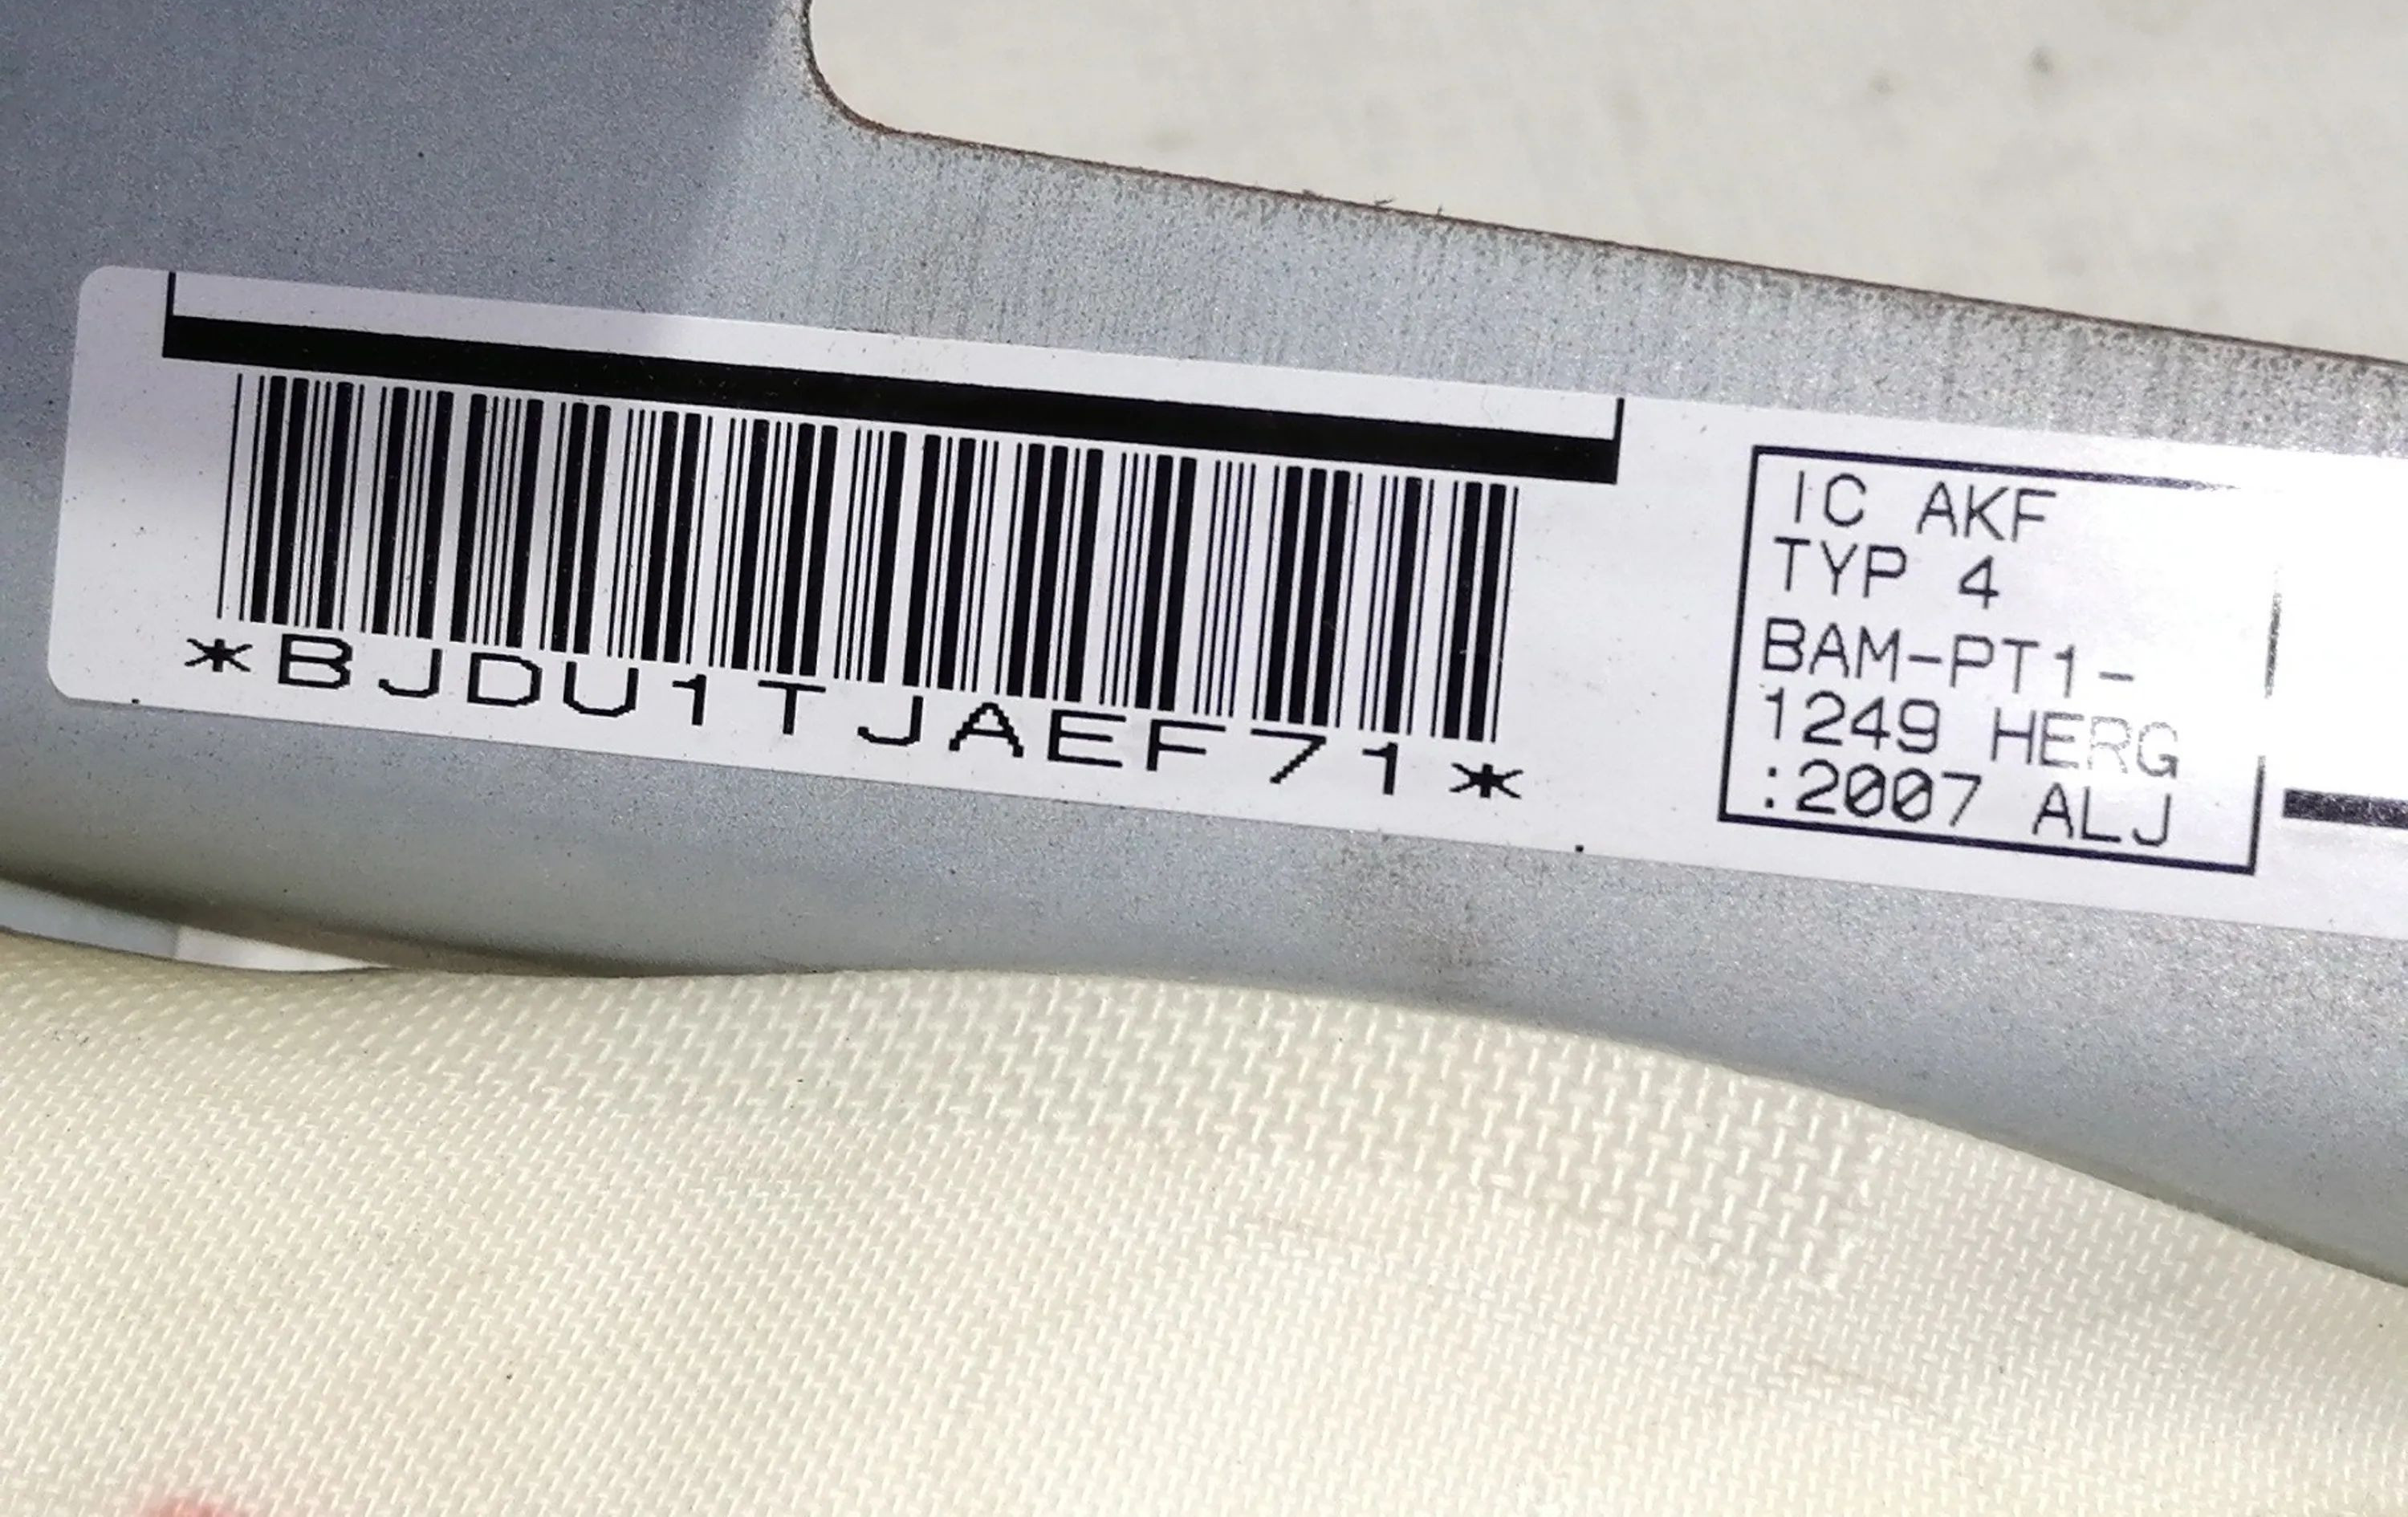 *BJDU1TJAEF71*
IC AKF
TYP 4
BAM-PT1-
1249 HERG
:2007 ALJ